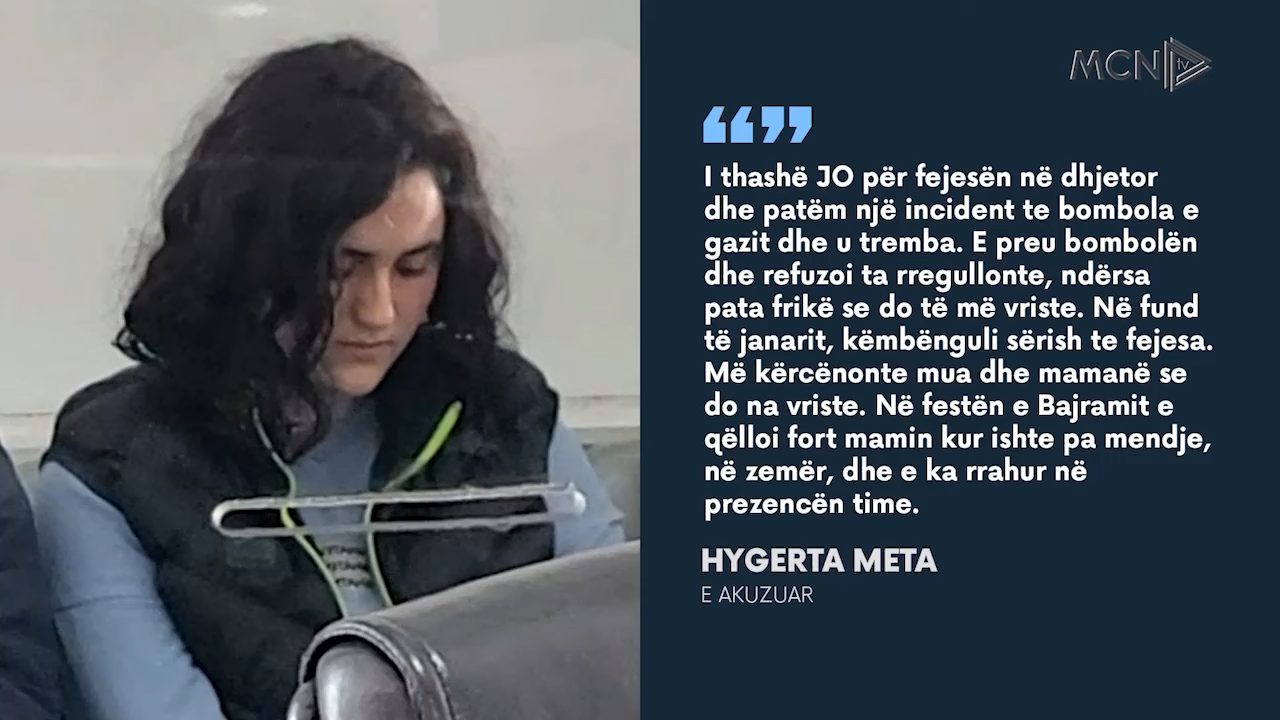 MCN tv
I thashë JO për fejesën në dhjetor
dhe patëm një incident te bombola e
gazit dhe u tremba. E preu bombolën
dhe refuzoi ta rregullonte, ndërsa
pata frikë se do të më vriste. Në fund
të janarit, këmbënguli sërish te fejesa.
Më kërcënonte mua dhe mamanë se
do na vriste. Në festën e Bajramit e
qëlloi fort mamin kur ishte pa mendje,
në zemër, dhe e ka rrahur në
prezencën time.
HYGERTA META
E AKUZUAR